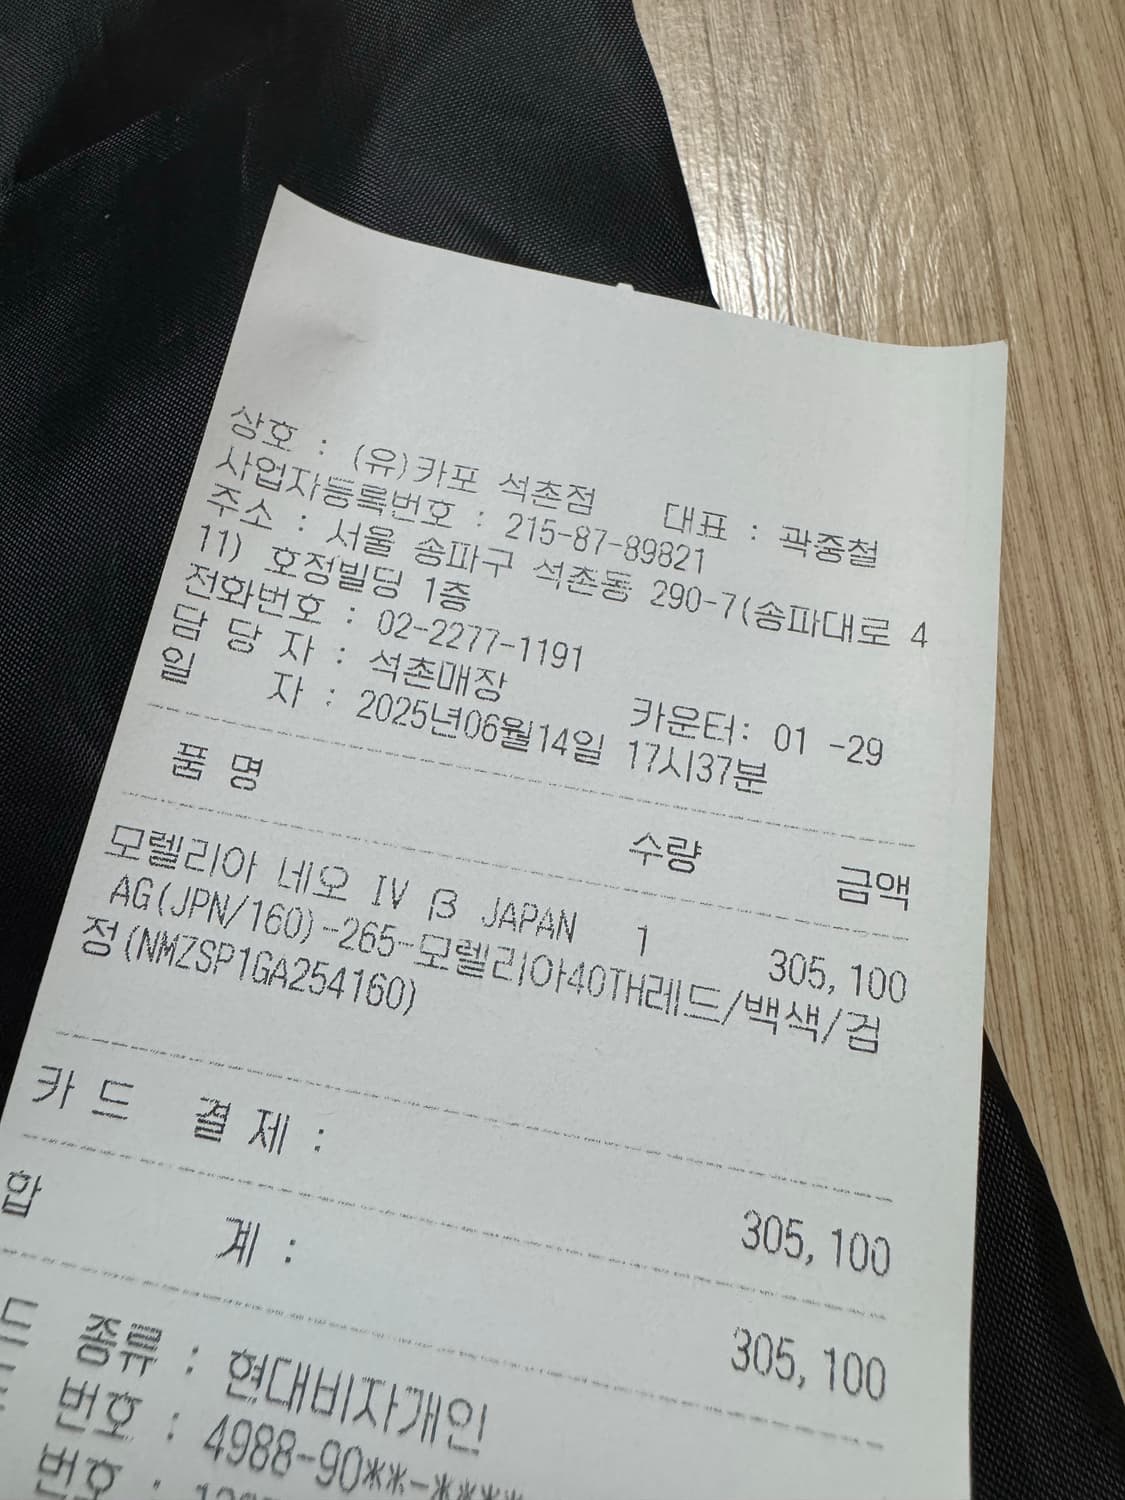 상호 : (유)카포 석촌점 대표 : 곽중철
사업자등록번호 : 215-87-89821
주소 : 서울 송파구 석촌동 290-7(송파대로 4
11) 호정빌딩 1층
전화번호 : 02-2277-1191
담 당 자 : 석촌매장 카운터: 01 -29
일 자 : 2025년06월14일 17시37분
품 명 수량 금액
모렐리아 네오 IV β JAPAN 1 305,100
AG(JPN/160)-265-모렐리아40TH레드/백색/검
정(NMZSP1GA254160)
카 드 결 제 : 305,100
합 계 : 305,100
드 종류 : 현대비자개인
번호 : 4988-90**-****
번호 :